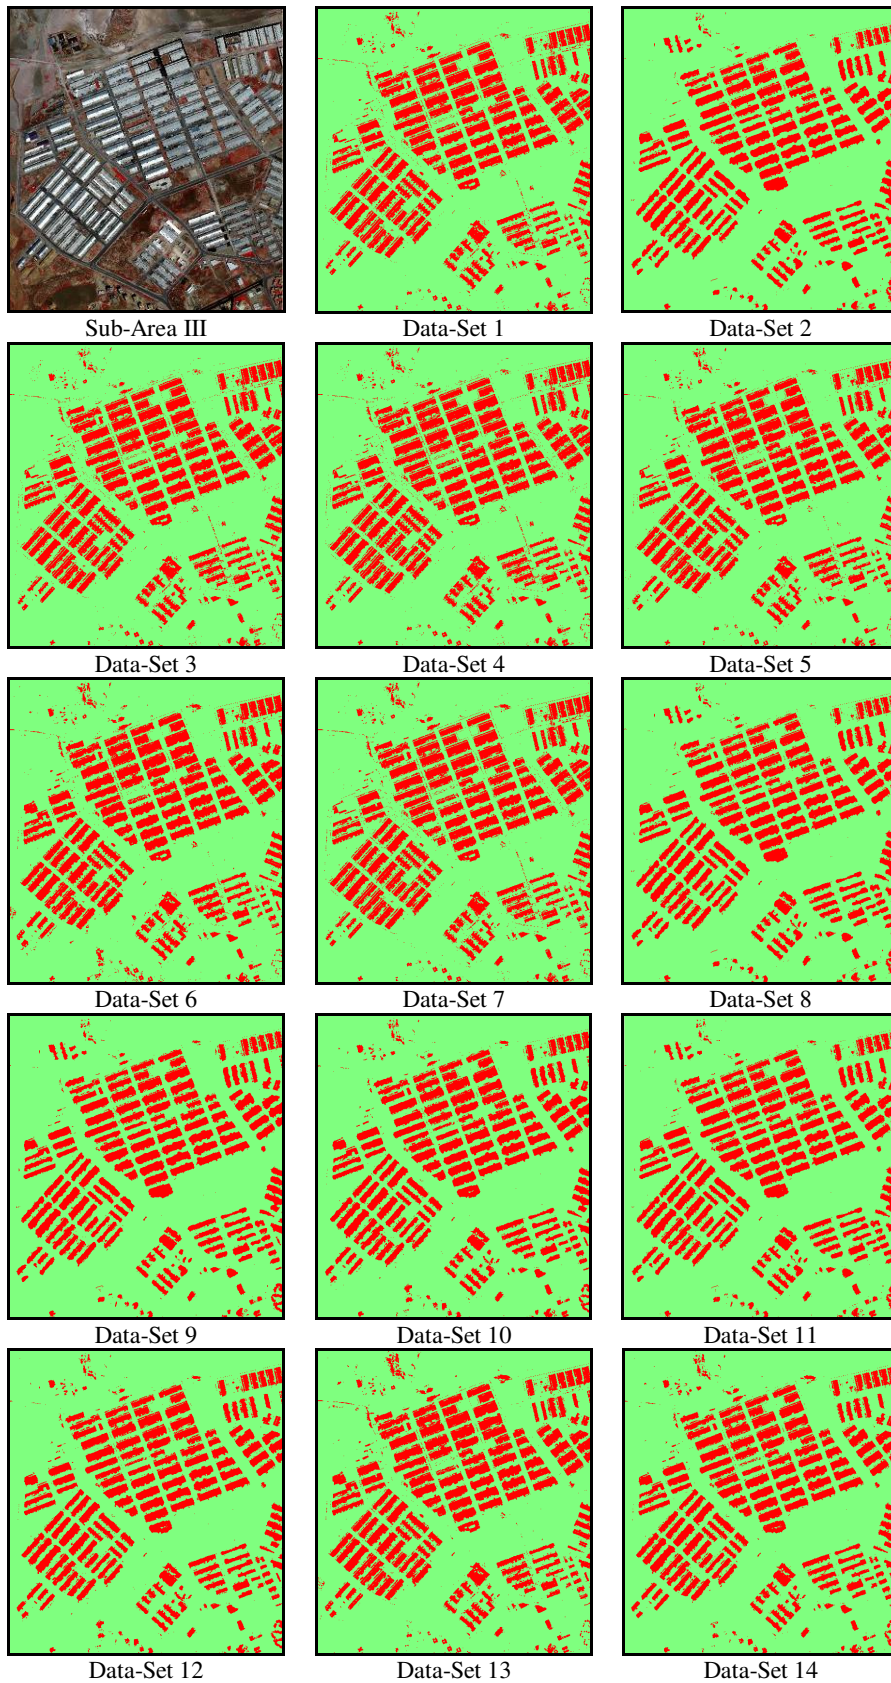 Sub-Area III
Data-Set 1
Data-Set 2
Data-Set 3
Data-Set 4
Data-Set 5
Data-Set 6
Data-Set 7
Data-Set 8
Data-Set 9
Data-Set 10
Data-Set 11
Data-Set 12
Data-Set 13
Data-Set 14